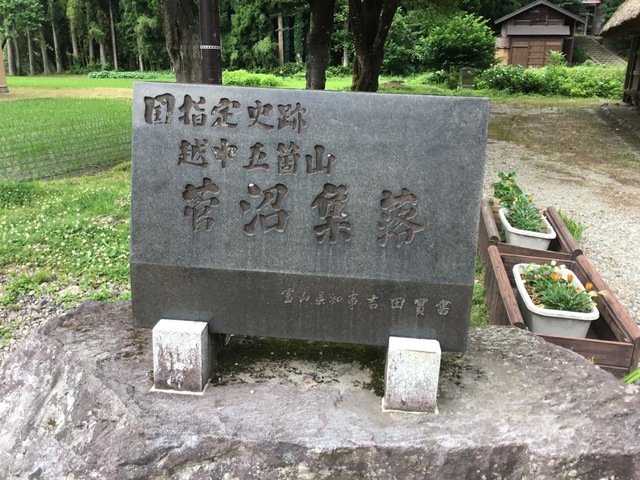 国指定史跡
越中五箇山
菅沼集落
富山県知事吉田實書